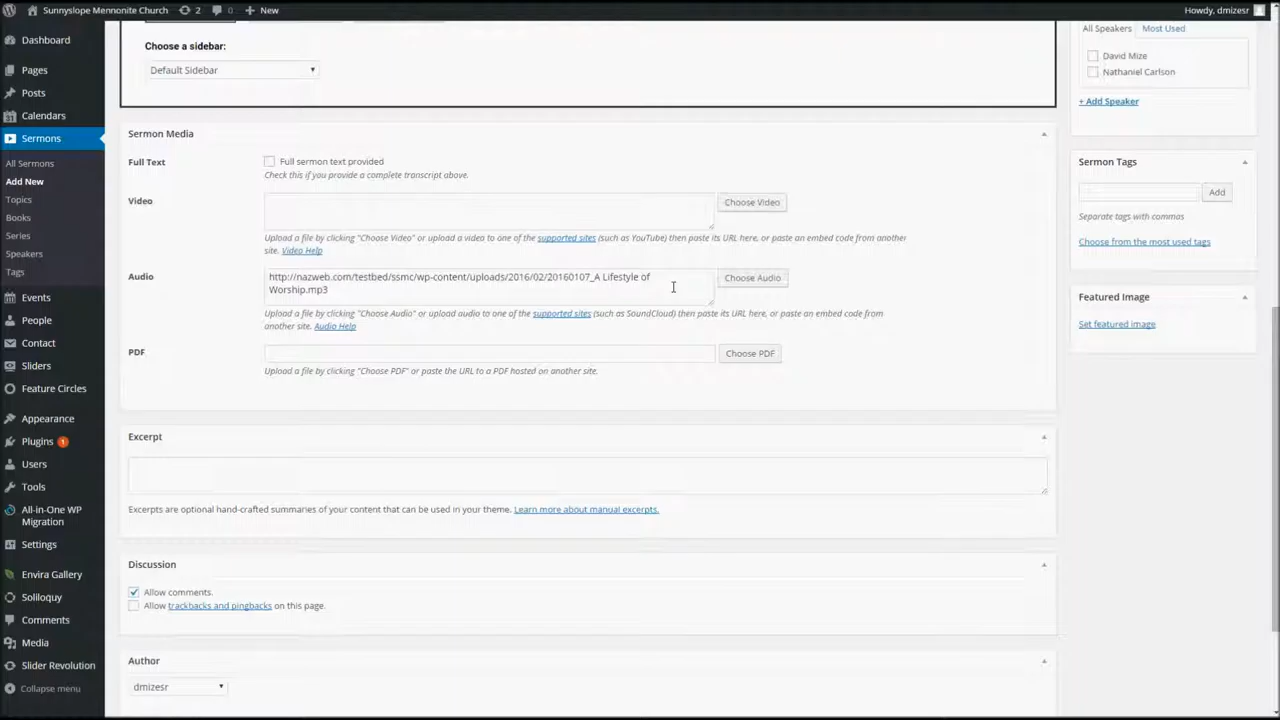 Sunnyslope Mennonite Church 2 0 + New Howdy, dmizesr
Dashboard
Pages
Posts
Calendars
Sermons
All Sermons
Add New
Topics
Books
Series
Speakers
Tags
Events
People
Contact
Sliders
Feature Circles
Appearance
Plugins 1
Users
Tools
All-in-One WP
Migration
Settings
Envira Gallery
Soliloquy
Comments
Media
Slider Revolution
Collapse menu
Choose a sidebar:
Default Sidebar
Sermon Media
Full Text Full sermon text provided
Check this if you provide a complete transcript above.
Video Choose Video
Upload a file by clicking "Choose Video" or upload a video to one of the supported sites (such as YouTube) then paste its URL here, or paste an embed code from another
site. Video Help
Audio http://nazweb.com/testbed/ssmc/wp-content/uploads/2016/02/20160107_A Lifestyle of Choose Audio
Worship.mp3
Upload a file by clicking "Choose Audio" or upload audio to one of the supported sites (such as SoundCloud) then paste its URL here, or paste an embed code from
another site. Audio Help
PDF Choose PDF
Upload a file by clicking "Choose PDF" or paste the URL to a PDF hosted on another site.
Excerpt
Excerpts are optional hand-crafted summaries of your content that can be used in your theme. Learn more about manual excerpts.
Discussion
Allow comments.
Allow trackbacks and pingbacks on this page.
Author
dmizesr
All Speakers Most Used
David Mize
Nathaniel Carlson
+ Add Speaker
Sermon Tags
Add
Separate tags with commas
Choose from the most used tags
Featured Image
Set featured image